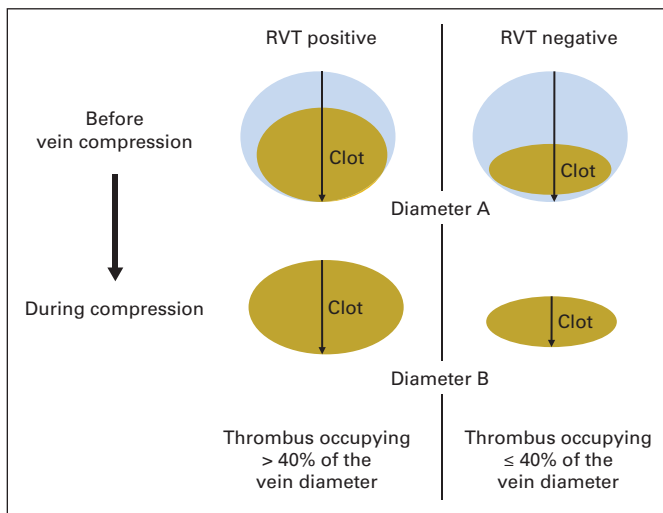 RVT positive
RVT negative
Before
vein compression
Clot
Clot
Diameter A
During compression
Clot
Clot
Diameter B
Thrombus occupying
> 40% of the
vein diameter
Thrombus occupying
≤ 40% of the
vein diameter